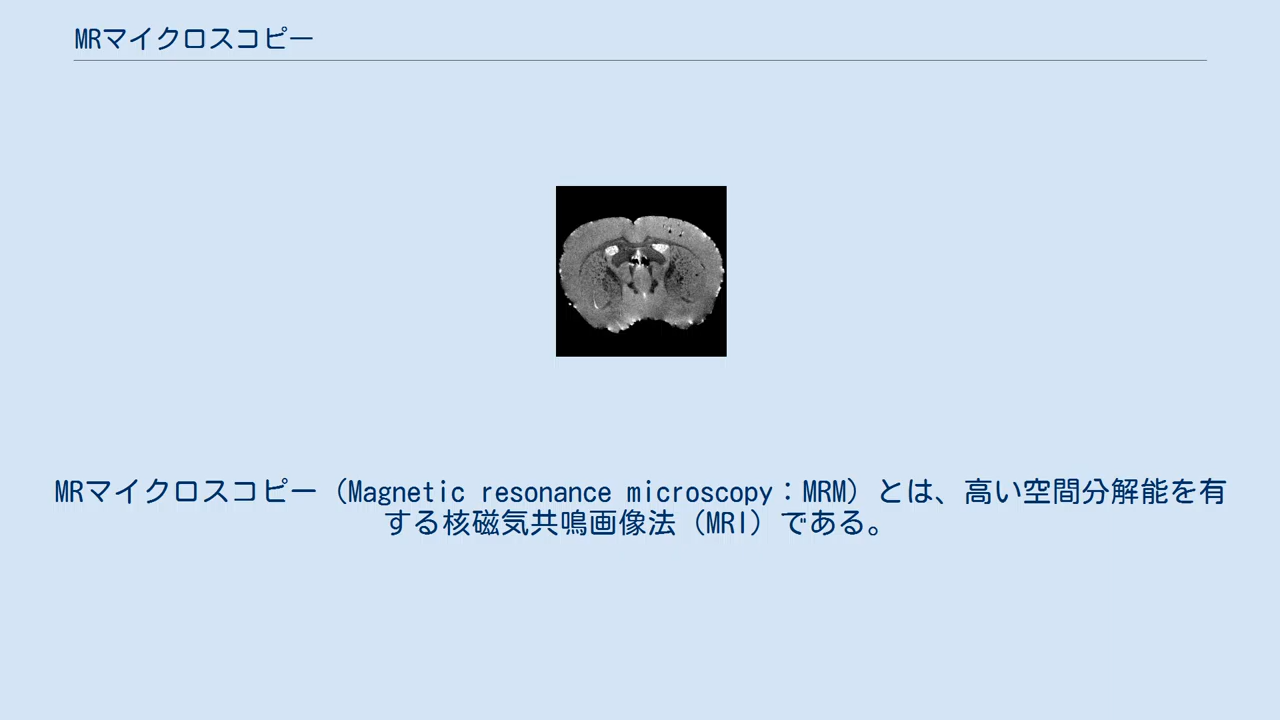 MRマイクロスコピー
MRマイクロスコピー（Magnetic resonance microscopy：MRM）とは、高い空間分解能を有
する核磁気共鳴画像法（MRI）である。